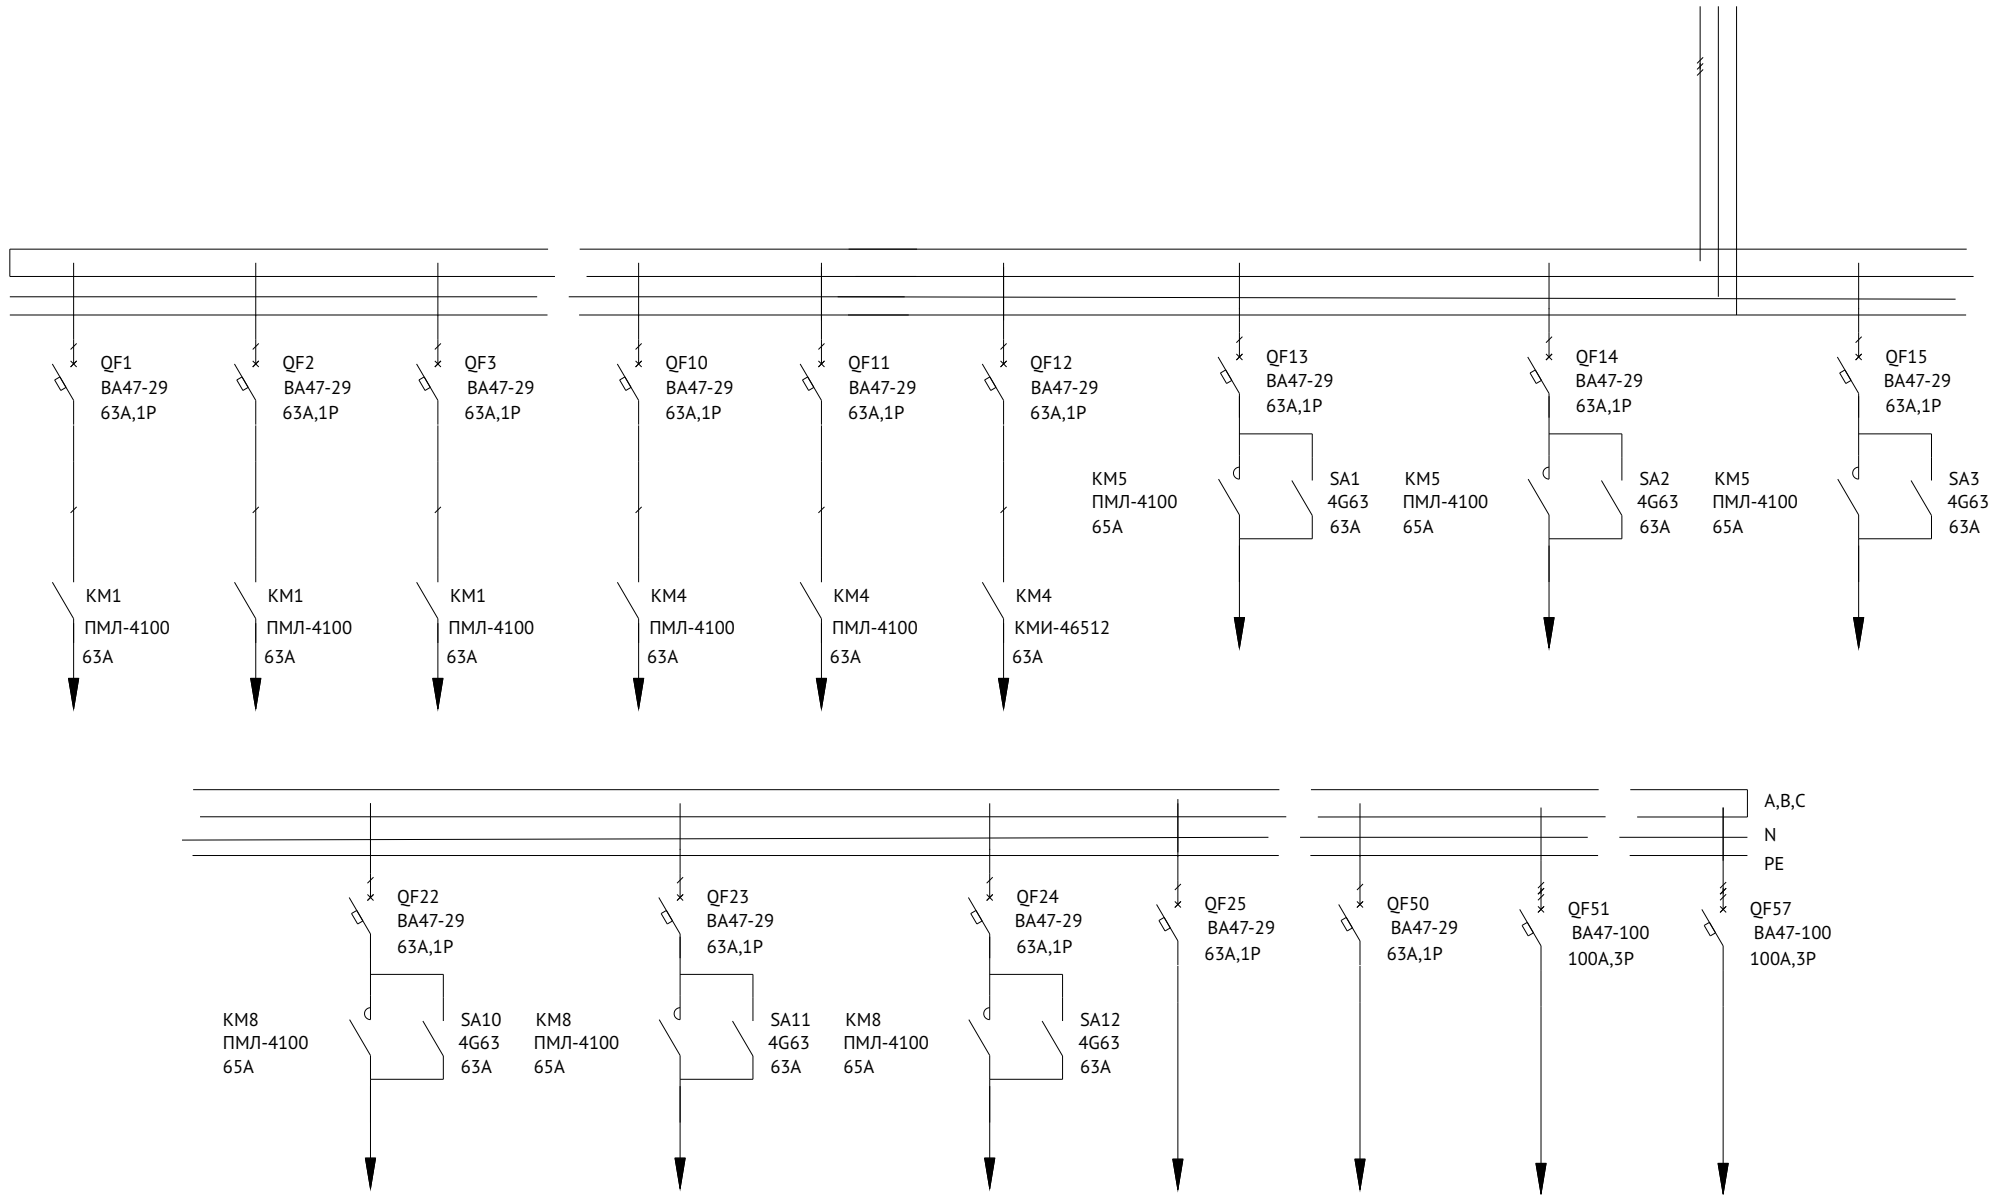 QF1
ВА47-29
63А,1Р
QF2
ВА47-29
63А,1Р
QF3
ВА47-29
63А,1Р
QF10
ВА47-29
63А,1Р
QF11
ВА47-29
63А,1Р
QF12
ВА47-29
63А,1Р
QF13
ВА47-29
63А,1Р
QF14
ВА47-29
63А,1Р
QF15
ВА47-29
63А,1Р
КМ5
ПМЛ-4100
65А
SA1
4G63
63А
КМ5
ПМЛ-4100
65А
SA2
4G63
63А
КМ5
ПМЛ-4100
65А
SA3
4G63
63А
КМ1
ПМЛ-4100
63А
КМ1
ПМЛ-4100
63А
КМ1
ПМЛ-4100
63А
КМ4
ПМЛ-4100
63А
КМ4
ПМЛ-4100
63А
КМ4
КМИ-46512
63А
А,В,С
N
PE
QF22
ВА47-29
63А,1Р
QF23
ВА47-29
63А,1Р
QF24
ВА47-29
63А,1Р
QF25
ВА47-29
63А,1Р
QF50
ВА47-29
63А,1Р
QF51
ВА47-100
100А,3Р
QF57
ВА47-100
100А,3Р
КМ8
ПМЛ-4100
65А
SA10
4G63
63А
КМ8
ПМЛ-4100
65А
SA11
4G63
63А
КМ8
ПМЛ-4100
65А
SA12
4G63
63А